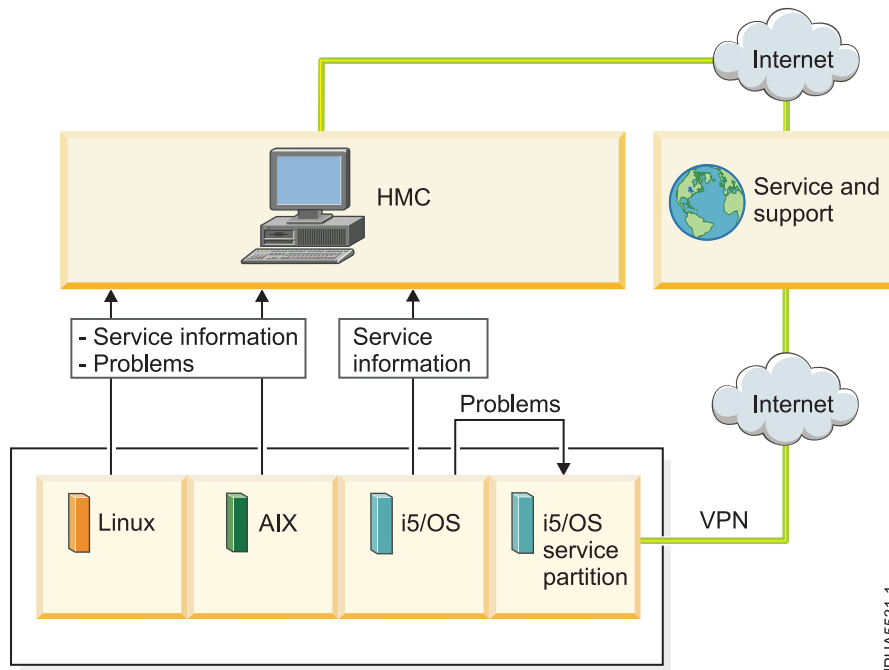 Internet
HMC
Service and
support
- Service information
- Problems
Service
information
Problems
Internet
Linux
AIX
i5/OS
i5/OS
service
partition
VPN